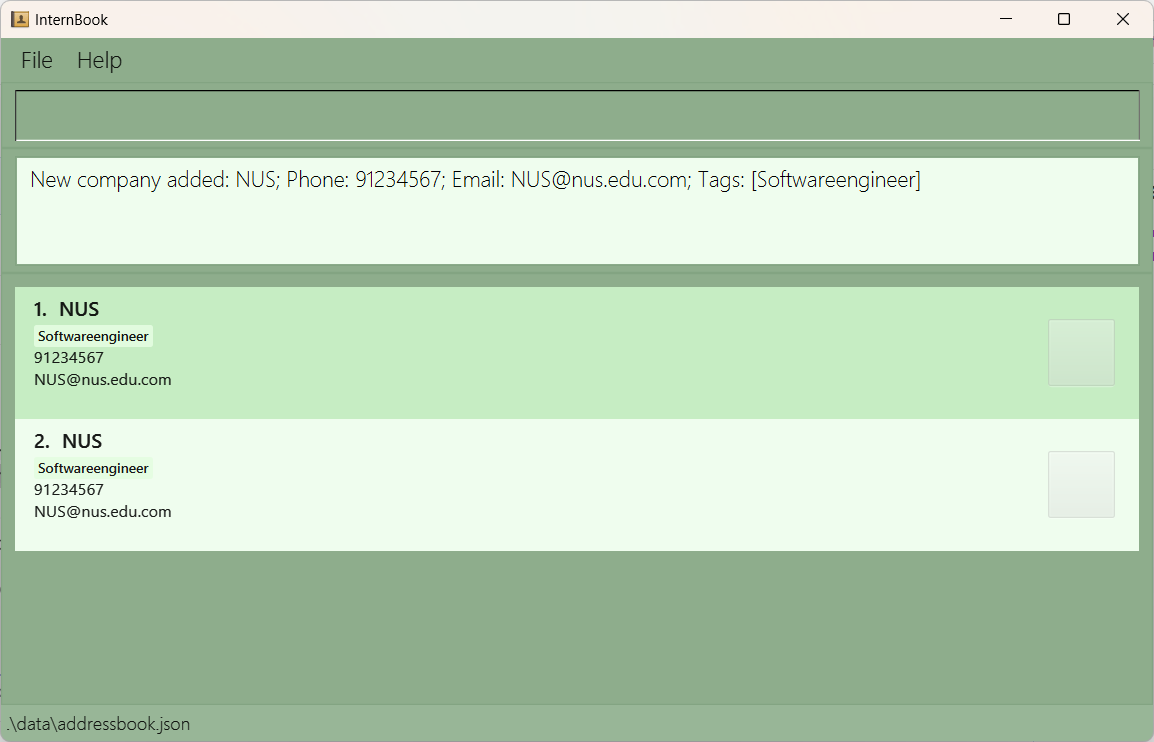 InternBook
File Help
New company added: NUS; Phone: 91234567; Email: NUS@nus.edu.com; Tags: [Softwareengineer]
1. NUS
Softwareengineer
91234567
NUS@nus.edu.com
2. NUS
Softwareengineer
91234567
NUS@nus.edu.com
.\data\addressbook.json